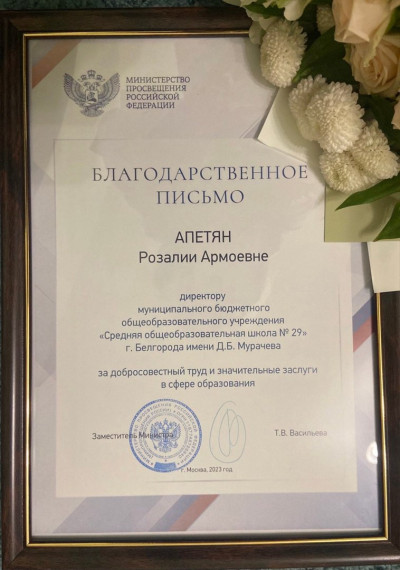 МИНИСТЕРСТВО
ПРОСВЕЩЕНИЯ
РОССИЙСКОЙ
ФЕДЕРАЦИИ
БЛАГОДАРСТВЕННОЕ
ПИСЬМО
АПЕТЯН
Розалии Армоевне
директору
муниципального бюджетного
общеобразовательного учреждения
«Средняя общеобразовательная школа № 29»
г. Белгорода имени Д.Б. Мурачева
за добросовестный труд и значительные заслуги
в сфере образования
Заместитель Министра
Т.В. Васильева
г. Москва, 2023 год